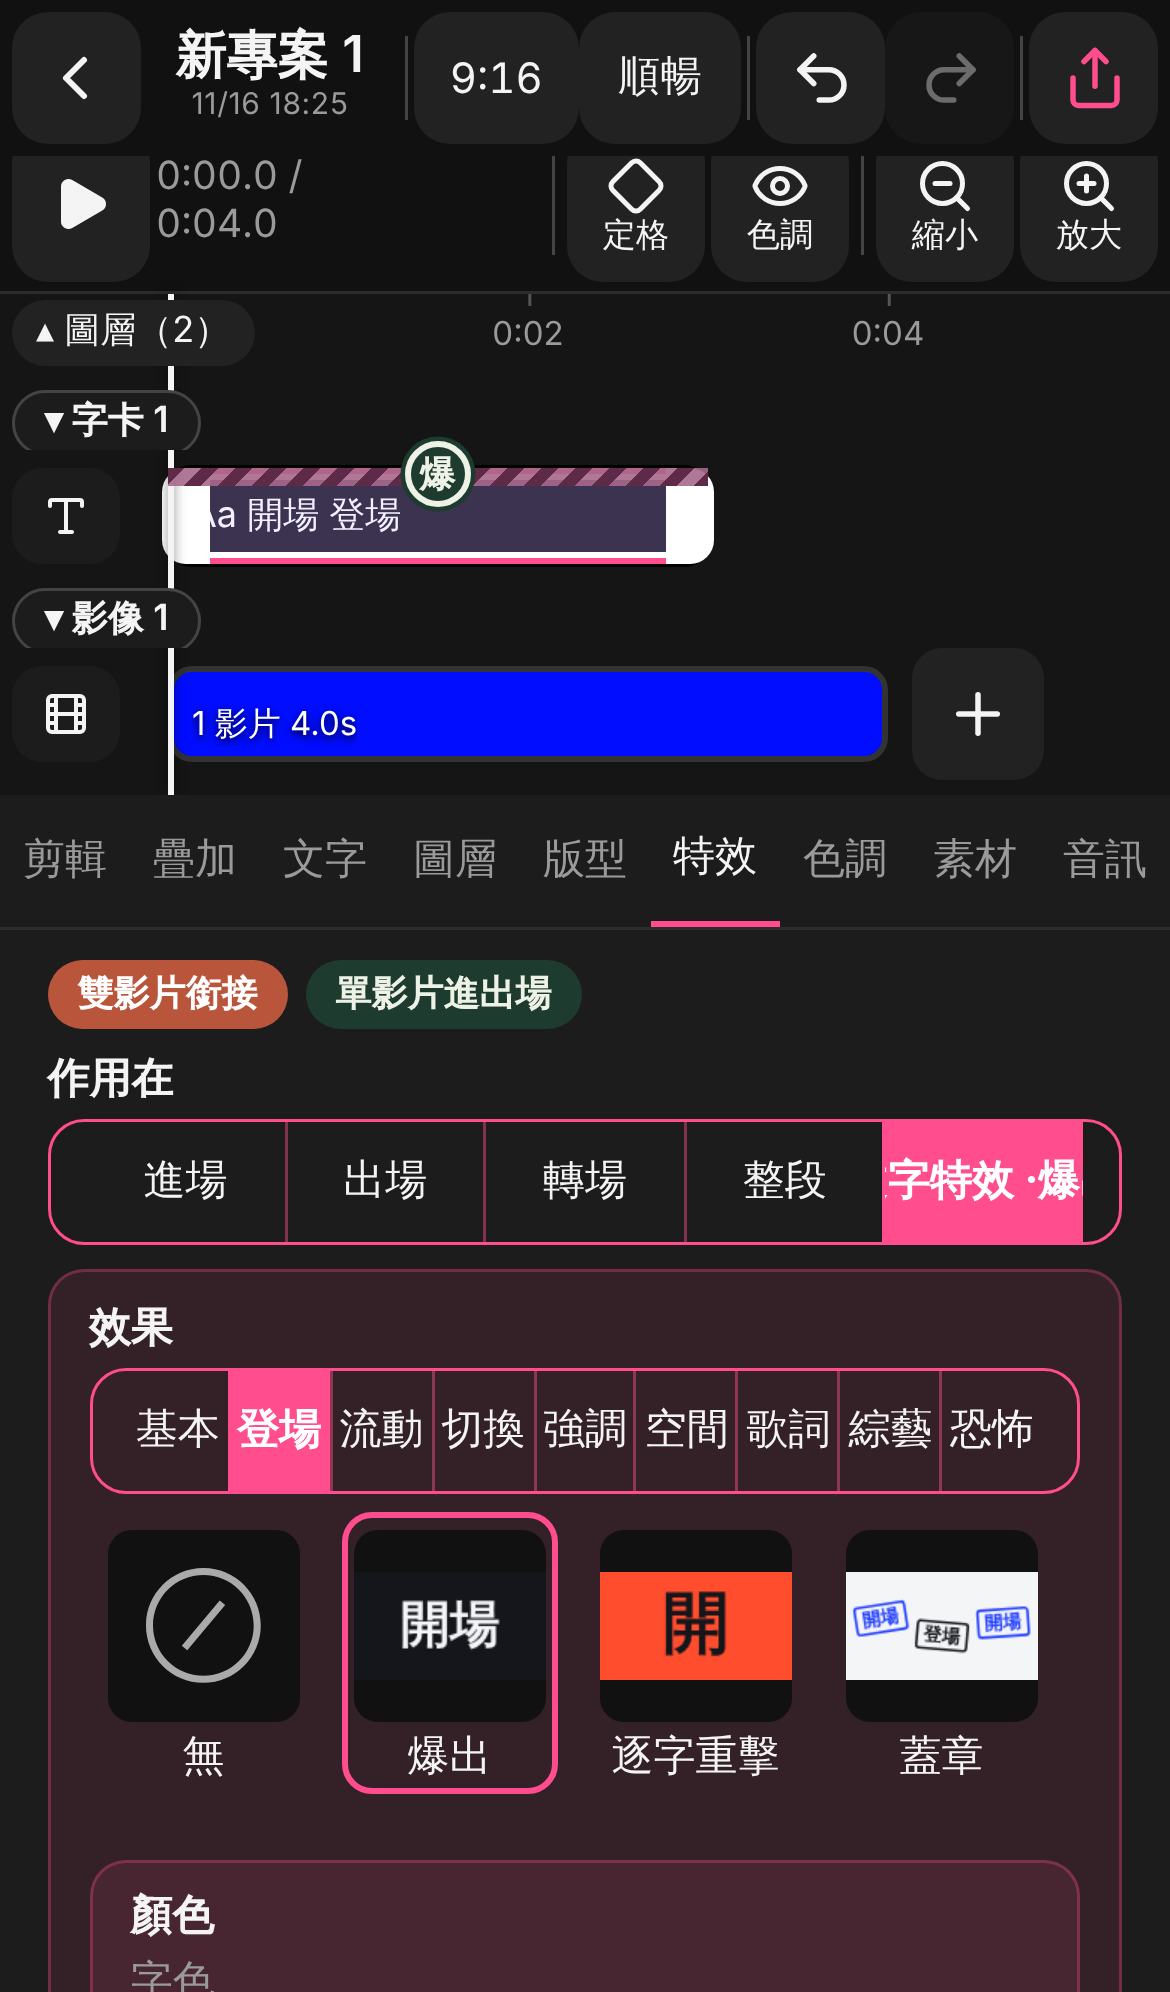 新專案 1
11/16 18:25
9:16
順暢
0:00.0 /
0:04.0
定格
色調
縮小
放大
▲ 圖層（2）
0:02
0:04
▼字卡 1
爆
Aa 開場 登場
▼影像 1
1 影片 4.0s
剪輯
疊加
文字
圖層
版型
特效
色調
素材
音訊
雙影片銜接
單影片進出場
作用在
進場
出場
轉場
整段
字特效 ·爆
效果
基本
登場
流動
切換
強調
空間
歌詞
綜藝
恐怖
開場
開
開場
登場
開場
無
爆出
逐字重擊
蓋章
顏色
字色